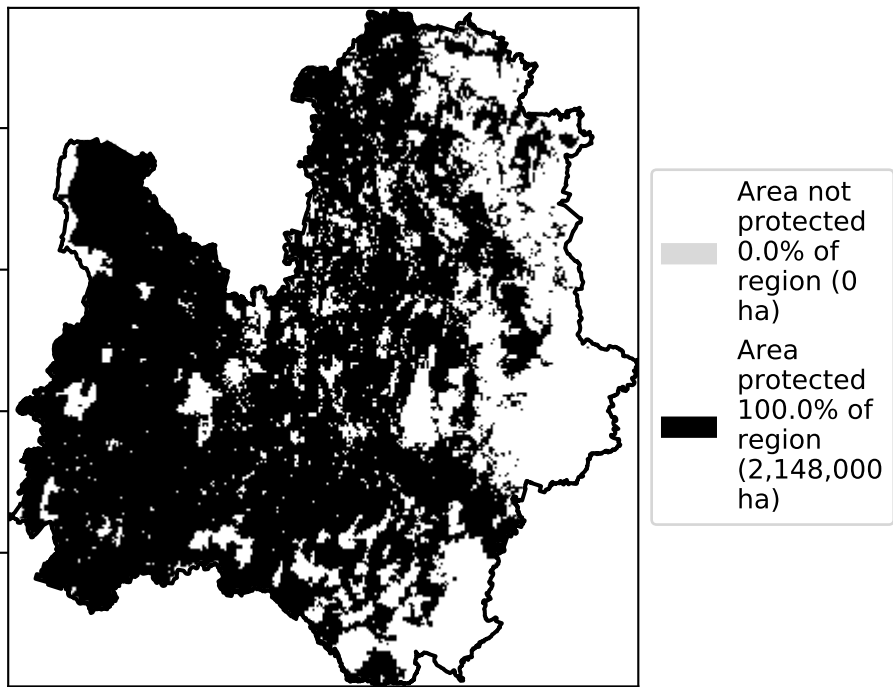 Area not
protected
0.0% of
region (0
ha)
Area
protected
100.0% of
region
(2,148,000
ha)